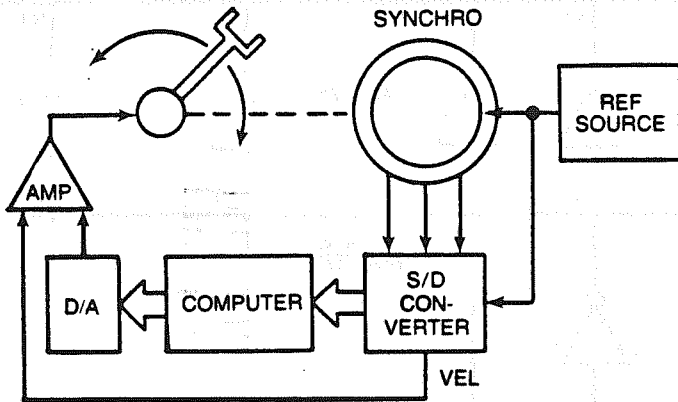 SYNCHRO
REF
SOURCE
AMP
D/A
COMPUTER
S/D
CON-
VERTER
VEL